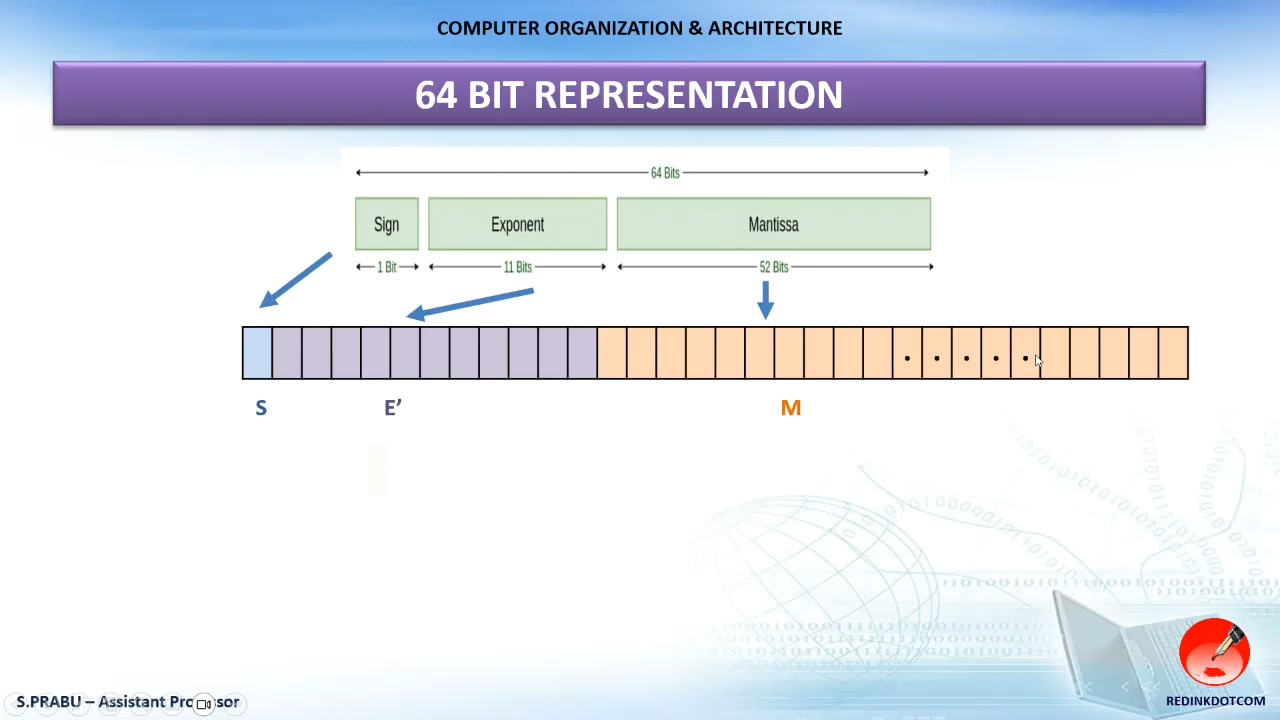 COMPUTER ORGANIZATION & ARCHITECTURE
64 BIT REPRESENTATION
64 Bits
Sign Exponent Mantissa
1 Bit 11 Bits 52 Bits
S E’ M
S.PRABU – Assistant Professor
REDINKDOTCOM